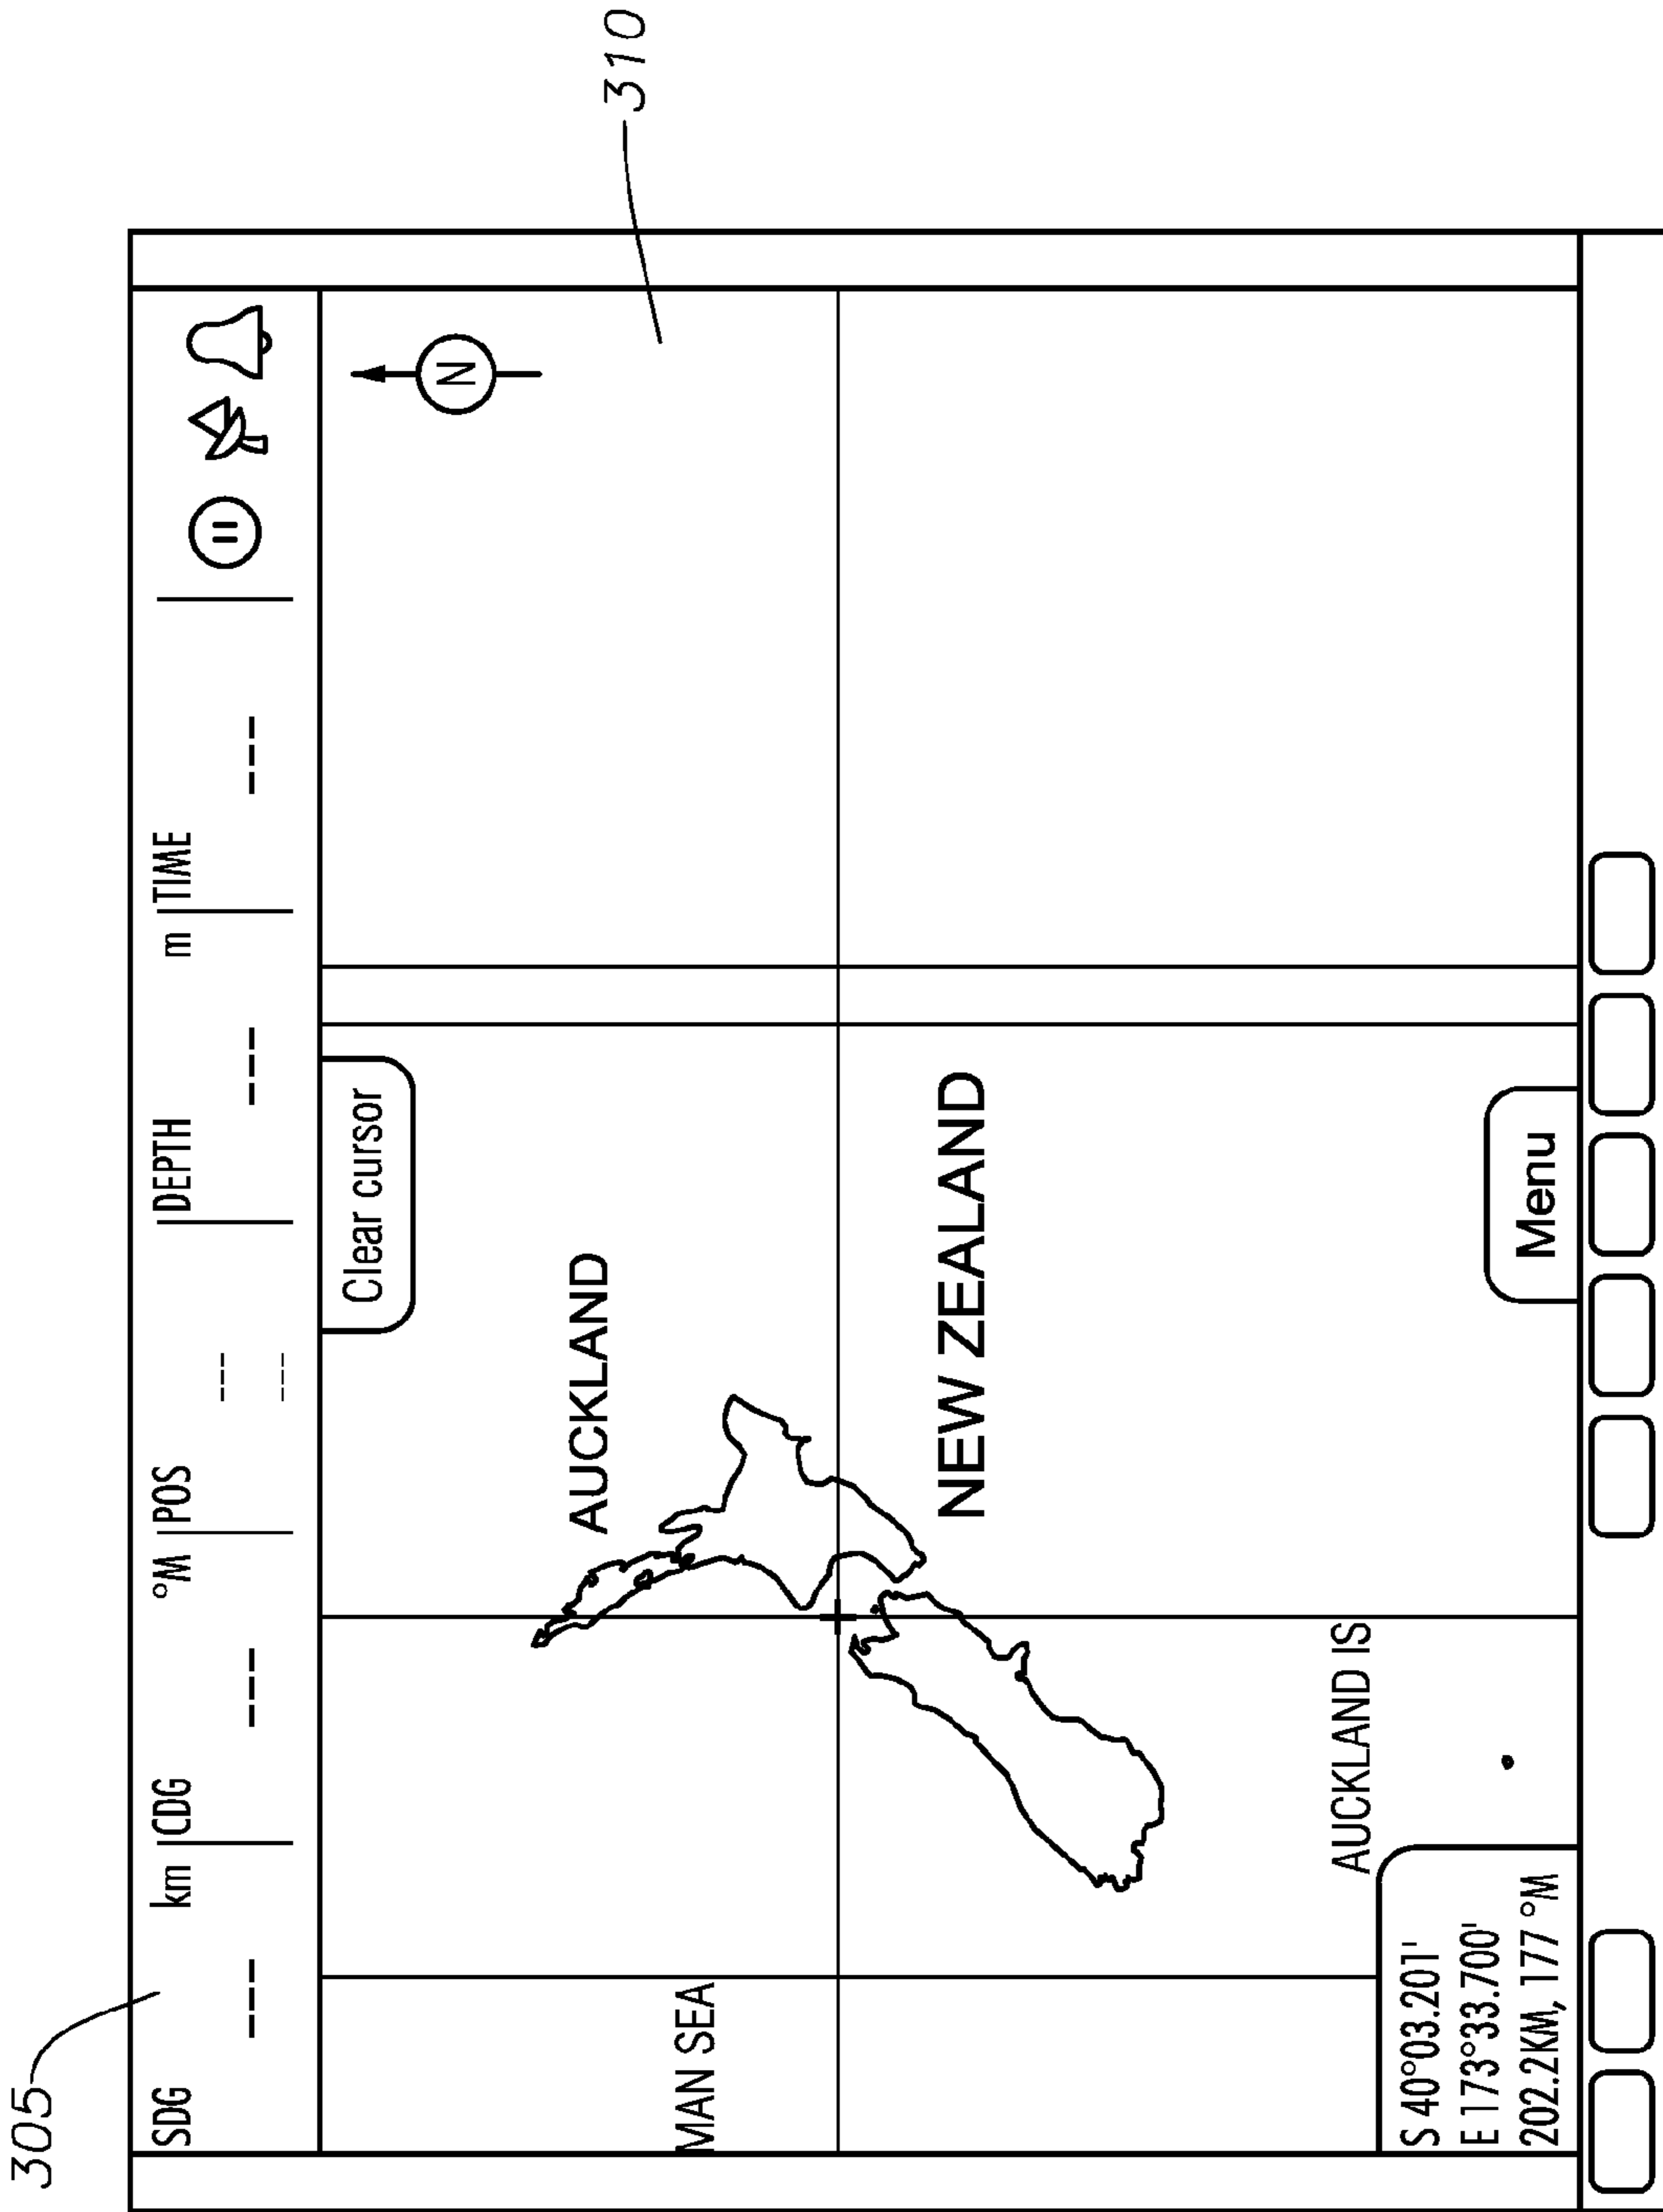 305
SDG km CDG °M POS DEPTH m TIME
--- --- --- --- --- ---
Clear cursor
N
310
AUCKLAND
MAN SEA
NEW ZEALAND
AUCKLAND IS
S 40°03.201'
E 173°33.700'
202.2KM, 177°M
Menu